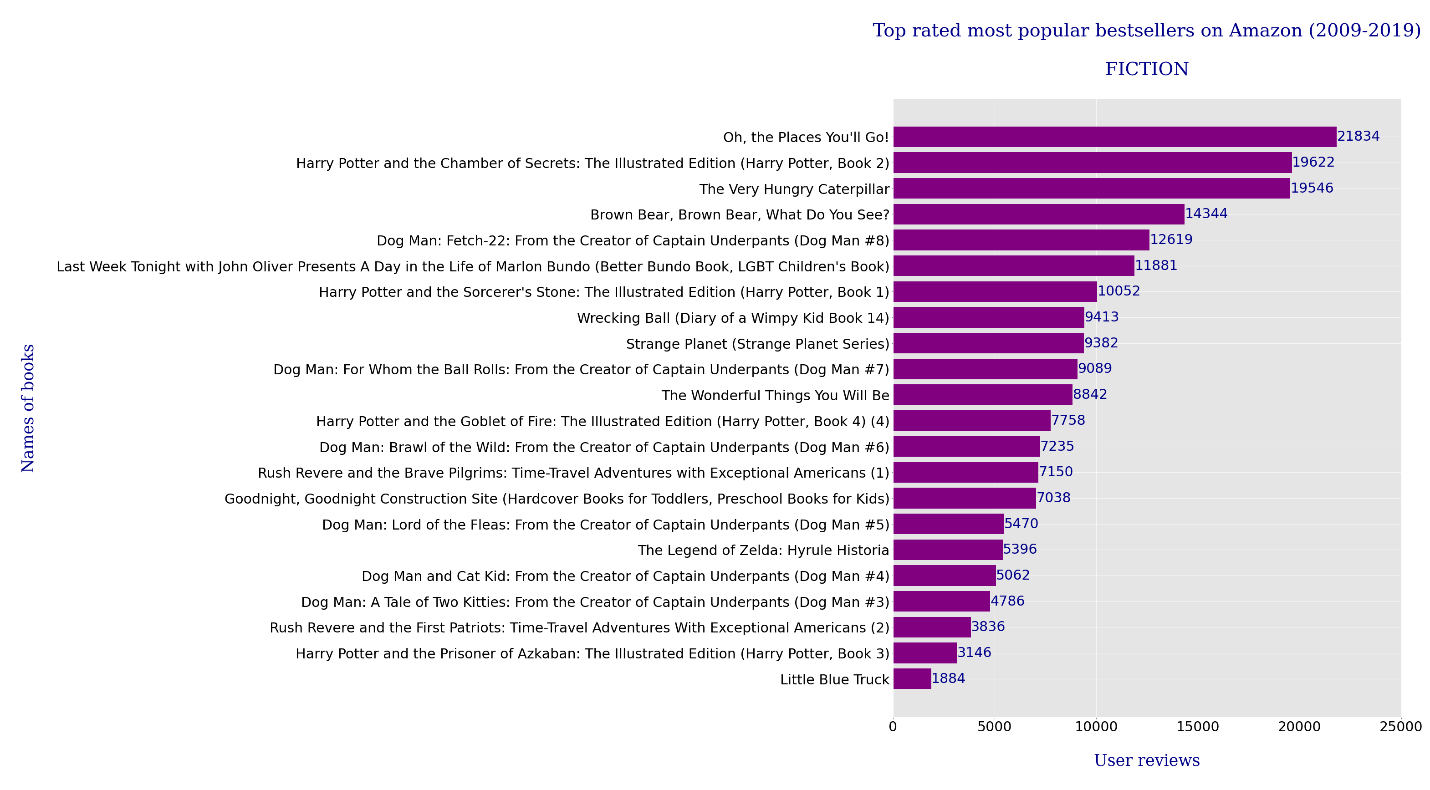 Top rated most popular bestsellers on Amazon (2009-2019)
FICTION
Names of books
Oh, the Places You'll Go! 21834
Harry Potter and the Chamber of Secrets: The Illustrated Edition (Harry Potter, Book 2) 19622
The Very Hungry Caterpillar 19546
Brown Bear, Brown Bear, What Do You See? 14344
Dog Man: Fetch-22: From the Creator of Captain Underpants (Dog Man #8) 12619
Last Week Tonight with John Oliver Presents A Day in the Life of Marlon Bundo (Better Bundo Book, LGBT Children's Book) 11881
Harry Potter and the Sorcerer's Stone: The Illustrated Edition (Harry Potter, Book 1) 10052
Wrecking Ball (Diary of a Wimpy Kid Book 14) 9413
Strange Planet (Strange Planet Series) 9382
Dog Man: For Whom the Ball Rolls: From the Creator of Captain Underpants (Dog Man #7) 9089
The Wonderful Things You Will Be 8842
Harry Potter and the Goblet of Fire: The Illustrated Edition (Harry Potter, Book 4) (4) 7758
Dog Man: Brawl of the Wild: From the Creator of Captain Underpants (Dog Man #6) 7235
Rush Revere and the Brave Pilgrims: Time-Travel Adventures with Exceptional Americans (1) 7150
Goodnight, Goodnight Construction Site (Hardcover Books for Toddlers, Preschool Books for Kids) 7038
Dog Man: Lord of the Fleas: From the Creator of Captain Underpants (Dog Man #5) 5470
The Legend of Zelda: Hyrule Historia 5396
Dog Man and Cat Kid: From the Creator of Captain Underpants (Dog Man #4) 5062
Dog Man: A Tale of Two Kitties: From the Creator of Captain Underpants (Dog Man #3) 4786
Rush Revere and the First Patriots: Time-Travel Adventures With Exceptional Americans (2) 3836
Harry Potter and the Prisoner of Azkaban: The Illustrated Edition (Harry Potter, Book 3) 3146
Little Blue Truck 1884
0 5000 10000 15000 20000 25000
User reviews